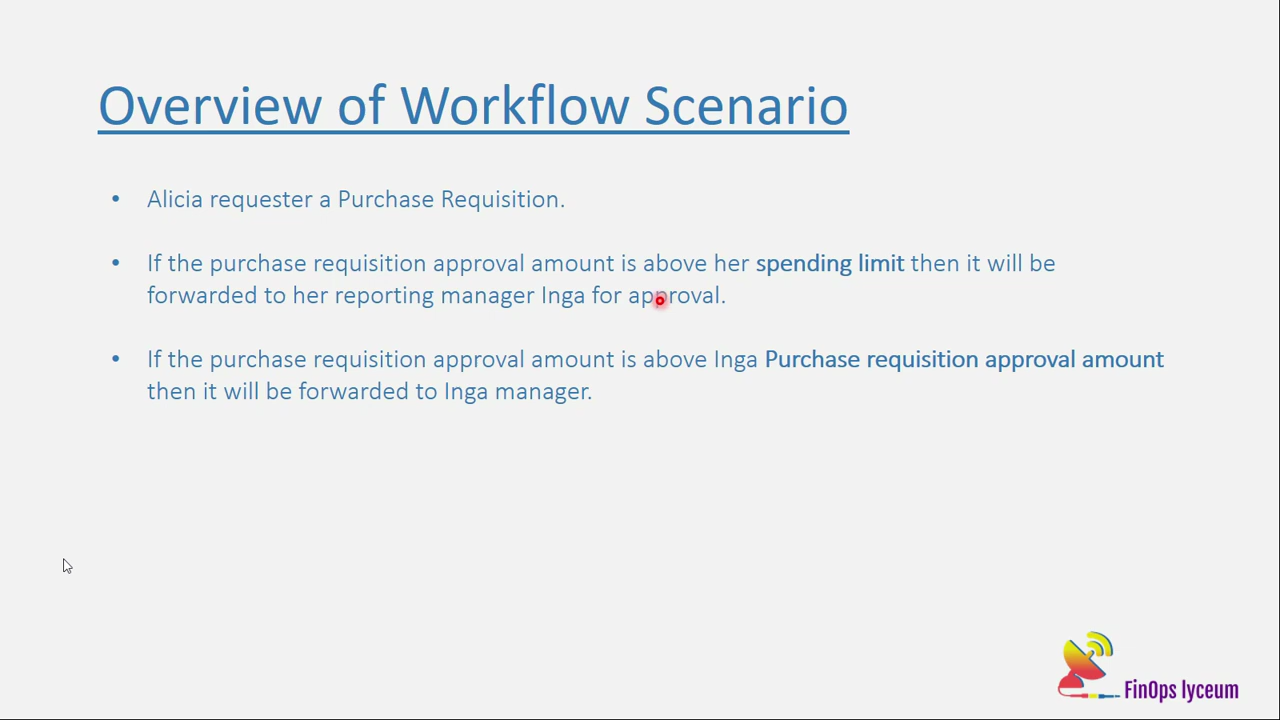 Overview of Workflow Scenario
• Alicia requester a Purchase Requisition.
• If the purchase requisition approval amount is above her spending limit then it will be
forwarded to her reporting manager Inga for approval.
• If the purchase requisition approval amount is above Inga Purchase requisition approval amount
then it will be forwarded to Inga manager.
FinOps lyceum